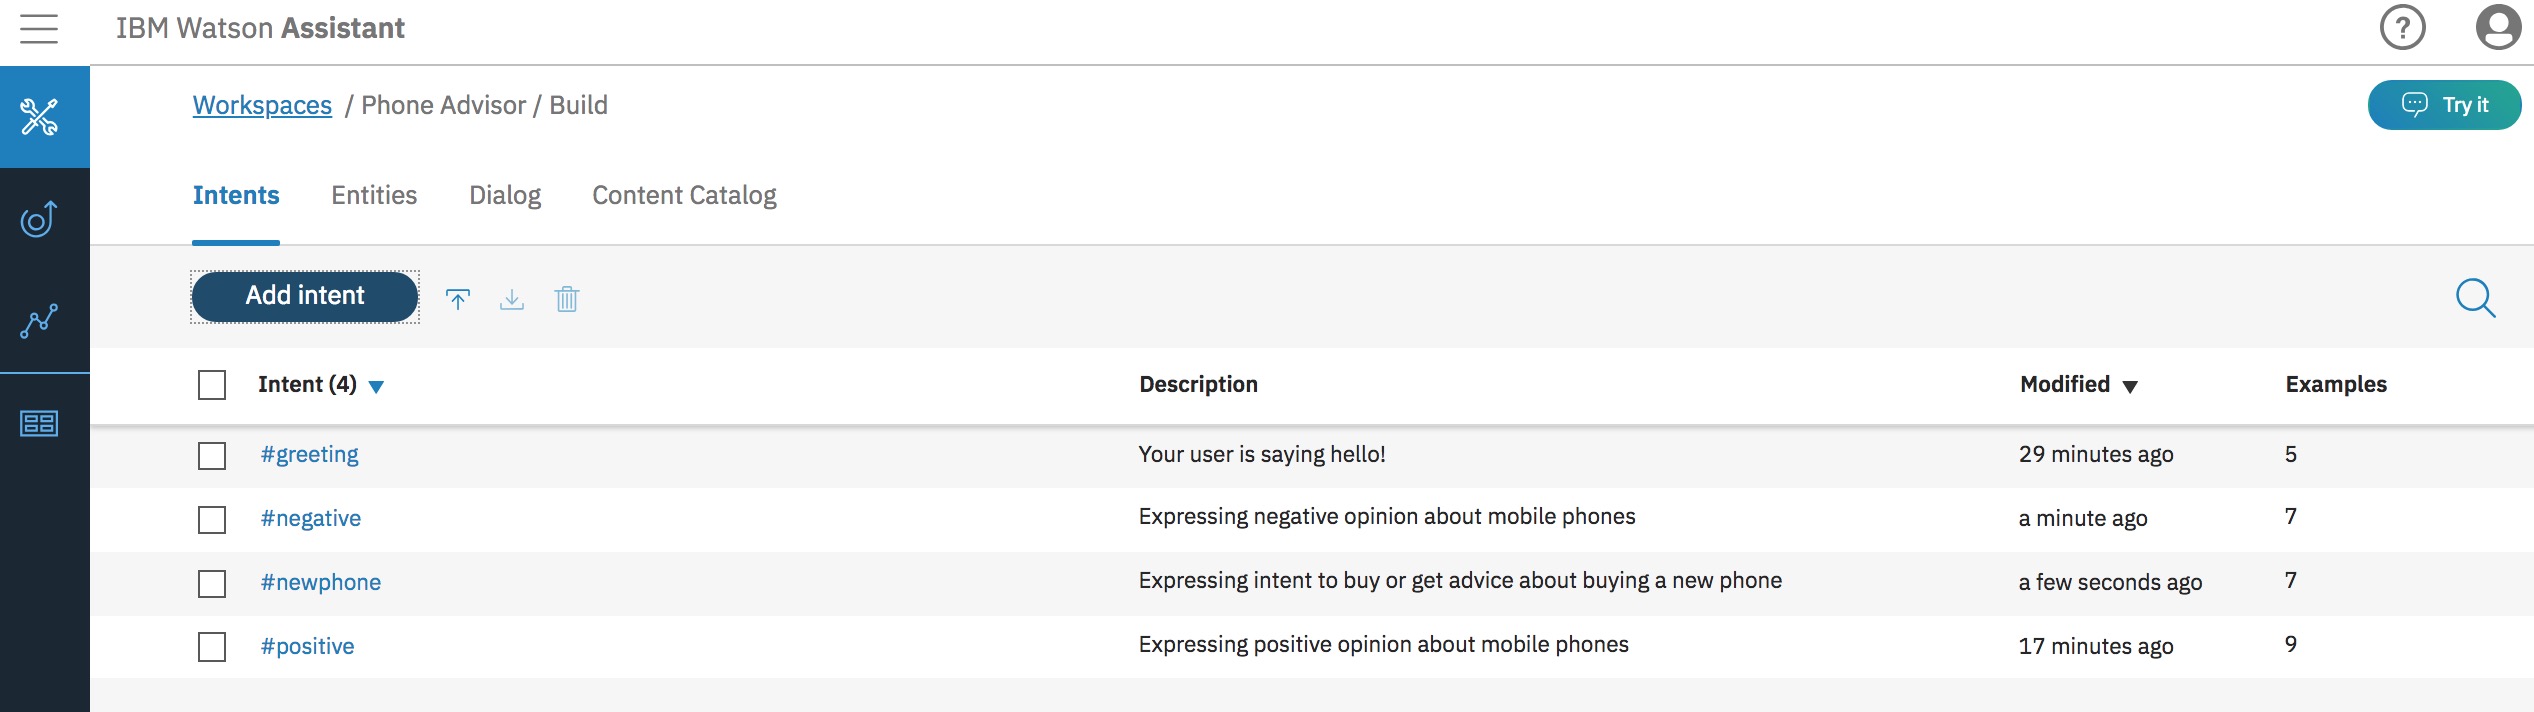 IBM Watson Assistant
?
Workspaces / Phone Advisor / Build
Try it
Intents Entities Dialog Content Catalog
Add intent
Intent (4) Description Modified Examples
#greeting Your user is saying hello! 29 minutes ago 5
#negative Expressing negative opinion about mobile phones a minute ago 7
#newphone Expressing intent to buy or get advice about buying a new phone a few seconds ago 7
#positive Expressing positive opinion about mobile phones 17 minutes ago 9